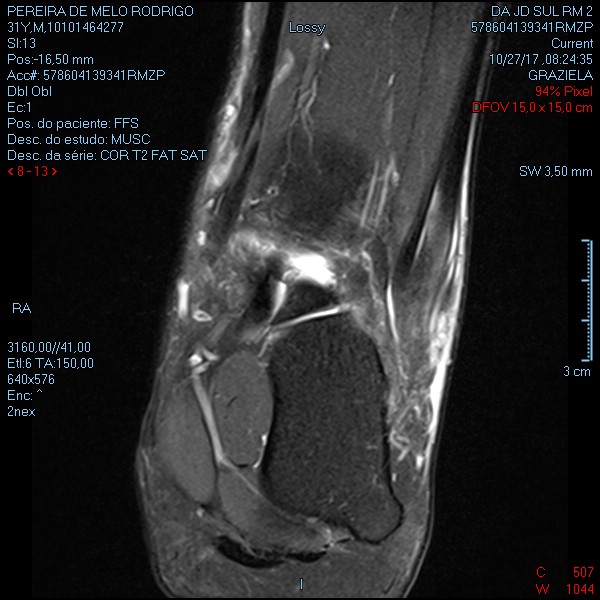 PEREIRA DE MELO RODRIGO
31Y,M,10101464277
Sl:13
Pos:-16,50 mm
Acc#: 578604139341RMZP
Dbl Obl
Ec:1
Pos. do paciente: FFS
Desc. do estudo: MUSC
Desc. da série: COR T2 FAT SAT
< 8 - 13 >
Lossy
DA JD SUL RM 2
578604139341RMZP
Current
10/27/17 ,08:24:35
GRAZIELA
94% Pixel
DFOV 15,0 x 15,0 cm
SW 3,50 mm
RA
3 cm
3160,00//41,00
Etl:6 TA:150,00
640x576
Enc: ^
2nex
I
C 507
W 1044